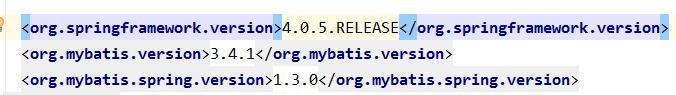 <org.springframework.version>4.0.5.RELEASE</org.springframework.version>
<org.mybatis.version>3.4.1</org.mybatis.version>
<org.mybatis.spring.version>1.3.0</org.mybatis.spring.version>